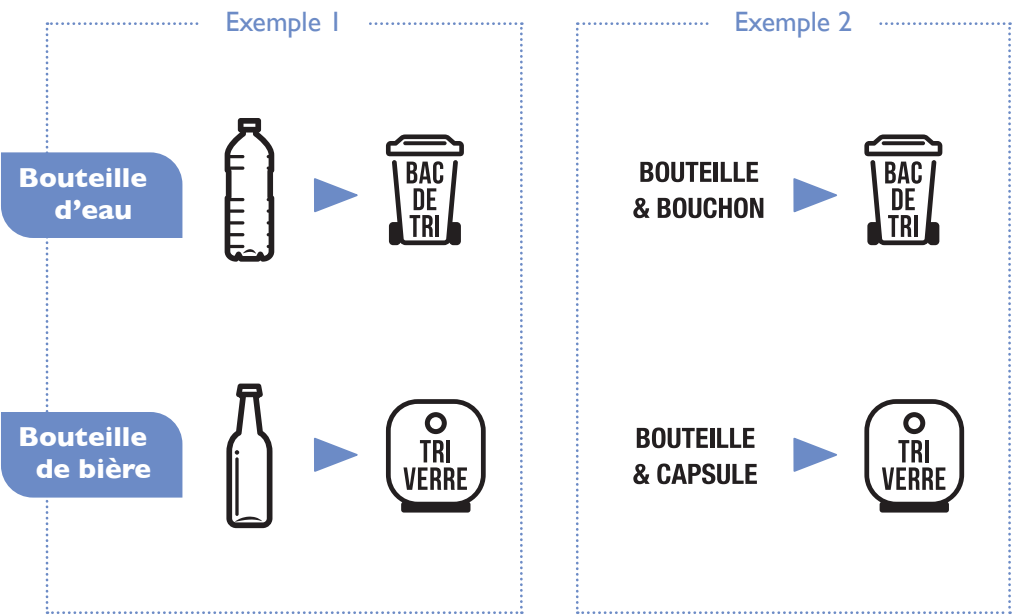 Exemple 1
Exemple 2
Bouteille
d'eau
BAC
DE
TRI
BOUTEILLE
& BOUCHON
BAC
DE
TRI
Bouteille
de bière
TRI
VERRE
BOUTEILLE
& CAPSULE
TRI
VERRE